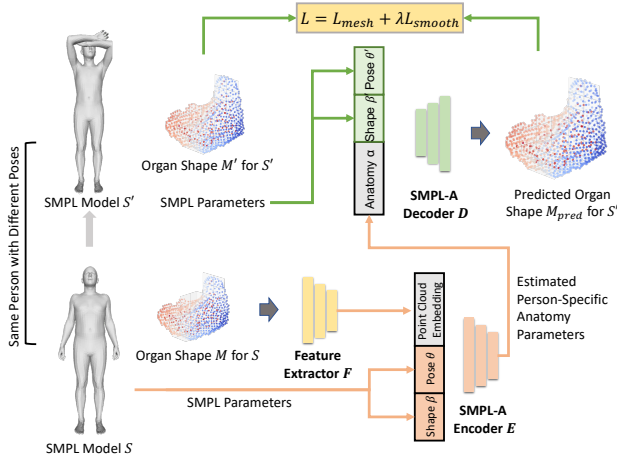 L = L_mesh + λL_smooth
Same Person with Different Poses
SMPL Model S′
Organ Shape M′ for S′
SMPL Parameters
Pose θ′
Shape β′
Anatomy α
SMPL-A
Decoder D
Predicted Organ
Shape M_pred for S′
SMPL Model S
Organ Shape M for S
Feature
Extractor F
SMPL Parameters
Point Cloud
Embedding
Pose θ
Shape β
SMPL-A
Encoder E
Estimated
Person-Specific
Anatomy
Parameters